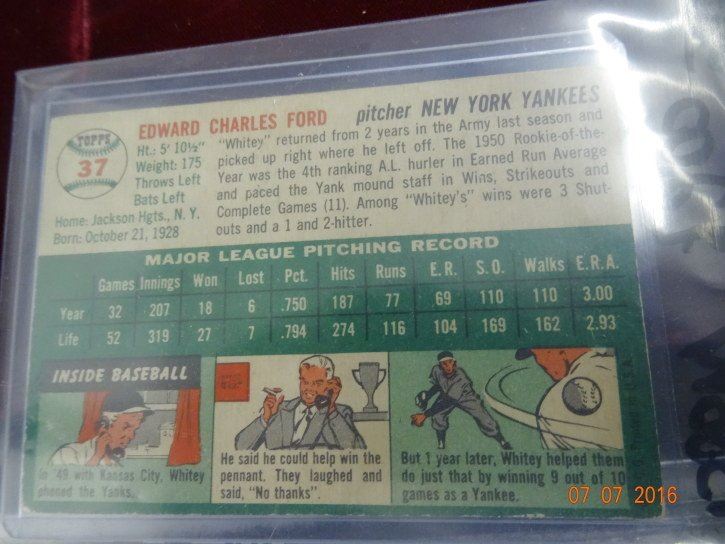 TOPPS
37
EDWARD CHARLES FORD
pitcher NEW YORK YANKEES
Ht.: 5' 10½"
Weight: 175
Throws Left
Bats Left
Home: Jackson Hgts., N. Y.
Born: October 21, 1928
"Whitey" returned from 2 years in the Army last season and
picked up right where he left off. The 1950 Rookie-of-the-
Year was the 4th ranking A.L. hurler in Earned Run Average
and paced the Yank mound staff in Wins, Strikeouts and
Complete Games (11). Among "Whitey's" wins were 3 Shut-
outs and a 1 and 2-hitter.
MAJOR LEAGUE PITCHING RECORD
Games Innings Won Lost Pct. Hits Runs E.R. S.O. Walks E.R.A.
Year 32 207 18 6 .750 187 77 69 110 110 3.00
Life 52 319 27 7 .794 274 116 104 169 162 2.93
INSIDE BASEBALL
In '49 with Kansas City, Whitey
phoned the Yanks.
He said he could help win the
pennant. They laughed and
said, "No thanks".
But 1 year later, Whitey helped them
do just that by winning 9 out of 10
games as a Yankee.
07 07 2016